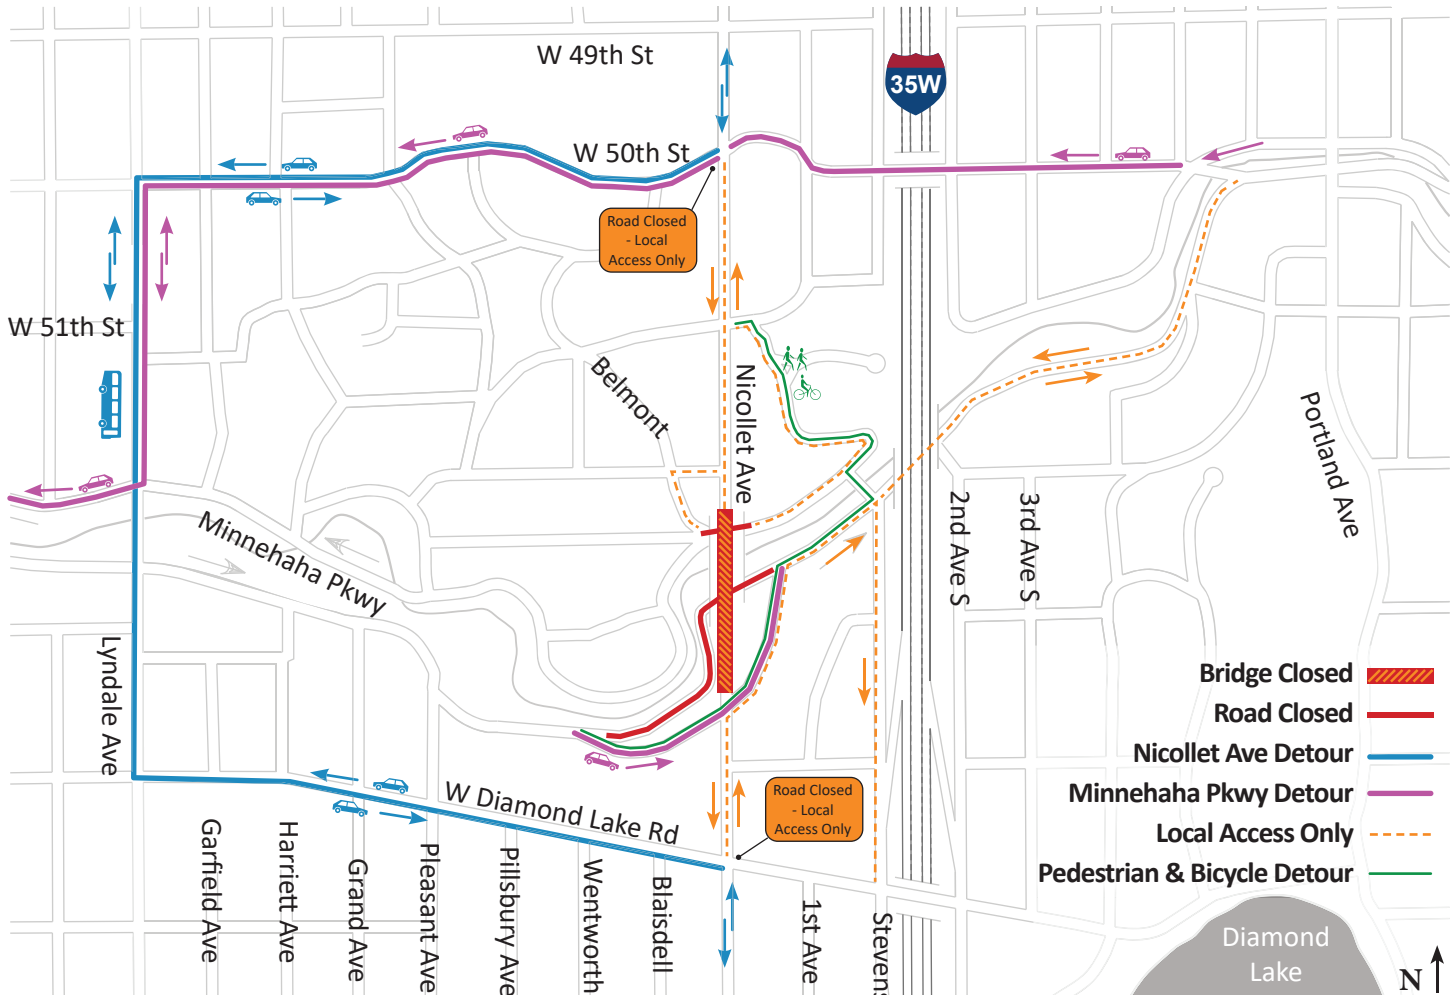 W 49th St
35W
W 50th St
Road Closed
- Local
Access Only
W 51th St
Belmont
Nicollet Ave
Portland Ave
Minnehaha Pkwy
2nd Ave S
3rd Ave S
Lyndale Ave
Bridge Closed
Road Closed
Nicollet Ave Detour
Minnehaha Pkwy Detour
Local Access Only
Pedestrian & Bicycle Detour
W Diamond Lake Rd
Road Closed
- Local
Access Only
Garfield Ave
Harriett Ave
Grand Ave
Pleasant Ave
Pillsbury Ave
Wentworth
Blaisdell
1st Ave
Stevens
Diamond
Lake
N